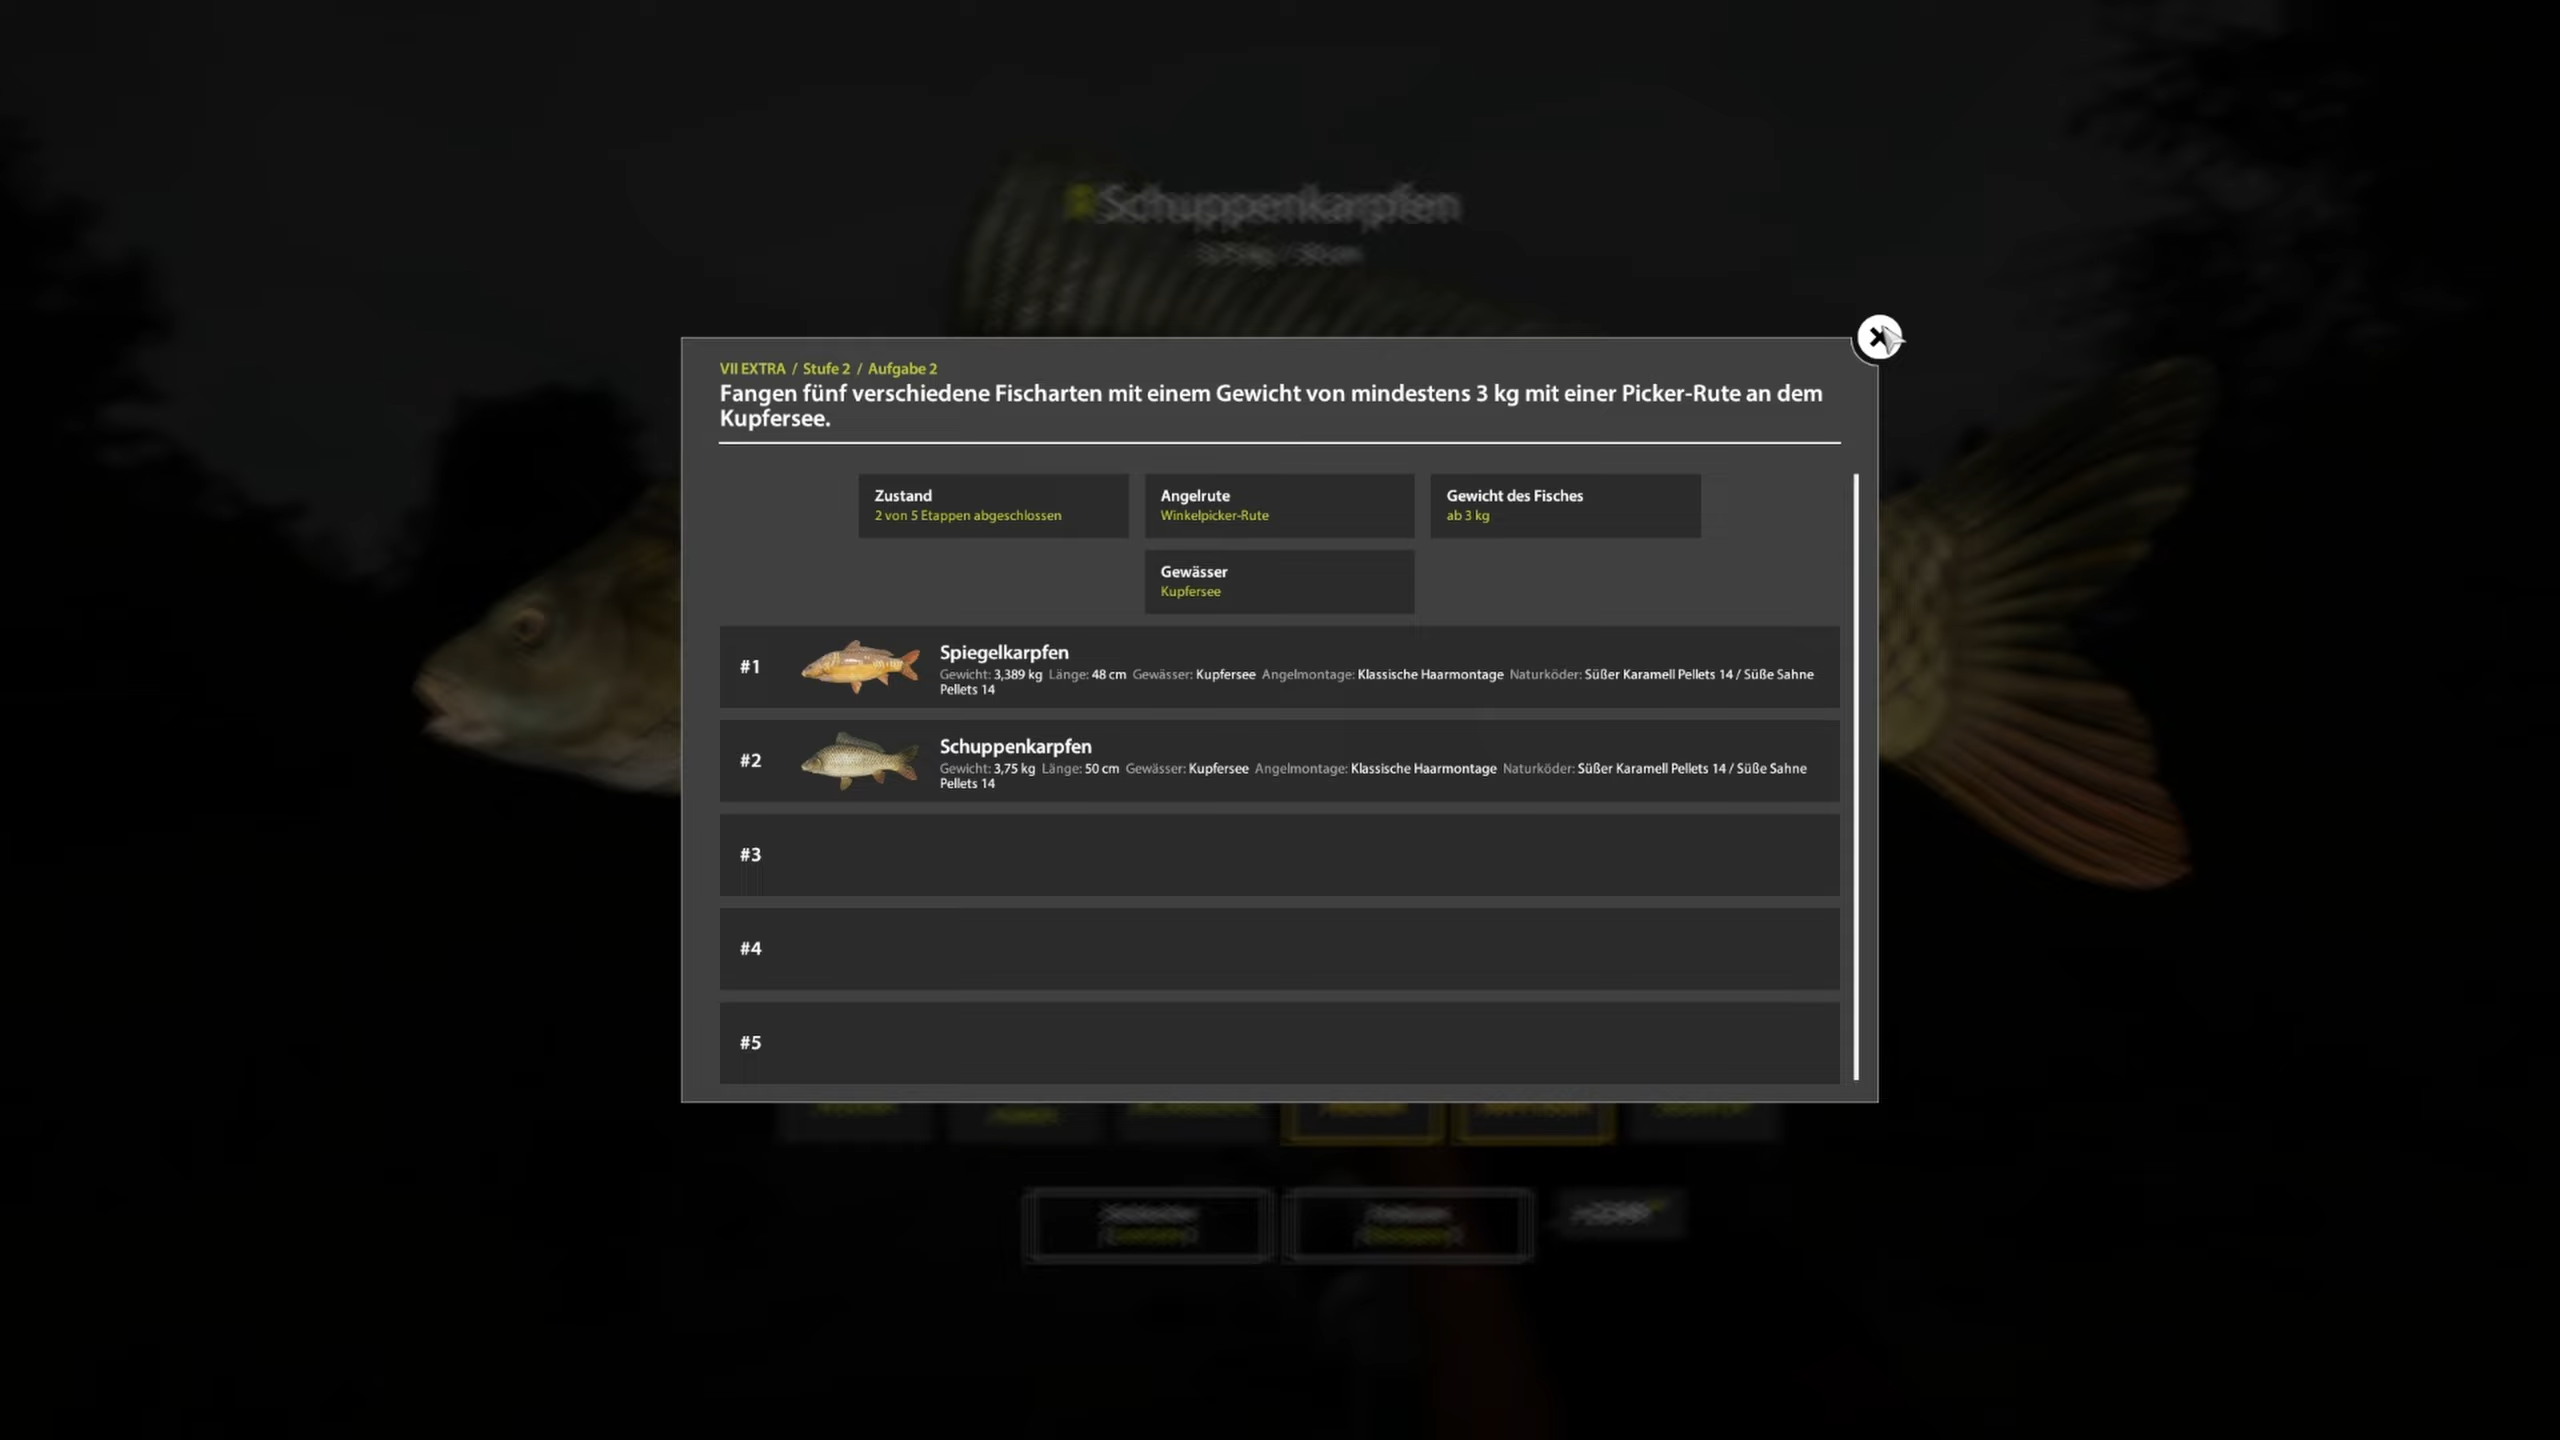 Schuppenkarpfen
VII EXTRA / Stufe 2 / Aufgabe 2
Fangen fünf verschiedene Fischarten mit einem Gewicht von mindestens 3 kg mit einer Picker-Rute an dem
Kupfersee.
Zustand
2 von 5 Etappen abgeschlossen
Angelrute
Winkelpicker-Rute
Gewicht des Fisches
ab 3 kg
Gewässer
Kupfersee
#1
Spiegelkarpfen
Gewicht: 3,389 kg Länge: 48 cm Gewässer: Kupfersee Angelmontage: Klassische Haarmontage Naturköder: Süßer Karamell Pellets 14 / Süße Sahne
Pellets 14
#2
Schuppenkarpfen
Gewicht: 3,75 kg Länge: 50 cm Gewässer: Kupfersee Angelmontage: Klassische Haarmontage Naturköder: Süßer Karamell Pellets 14 / Süße Sahne
Pellets 14
#3
#4
#5